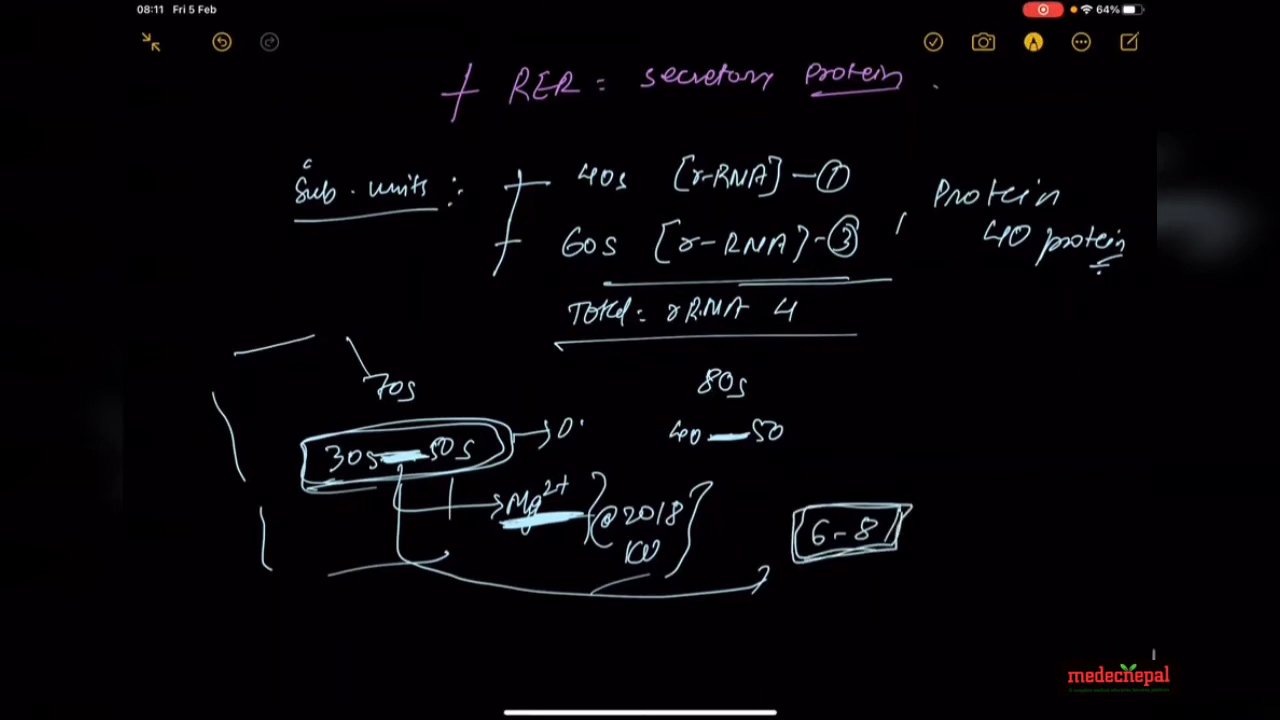 08:11 Fri 5 Feb
64%
RER = secretory protein.
Sub-units :
40s [r-RNA] - 1
60s [r-RNA] - 3
Protein
40 protein
Total = rRNA 4
70s
80s
30s 50s
40 50
Mg2+
@2018
6-8
medecnepal